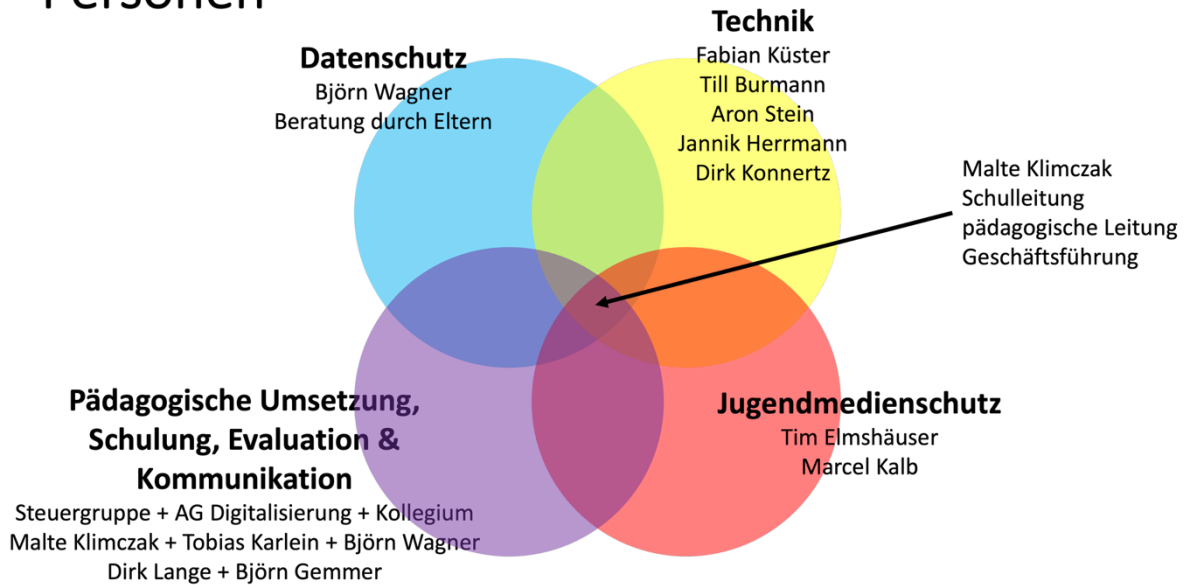 Personen
Technik
Fabian Küster
Till Burmann
Aron Stein
Jannik Herrmann
Dirk Konnertz
Datenschutz
Björn Wagner
Beratung durch Eltern
Malte Klimczak
Schulleitung
pädagogische Leitung
Geschäftsführung
Pädagogische Umsetzung,
Schulung, Evaluation &
Kommunikation
Steuergruppe + AG Digitalisierung + Kollegium
Malte Klimczak + Tobias Karlein + Björn Wagner
Dirk Lange + Björn Gemmer
Jugendmedienschutz
Tim Elmshäuser
Marcel Kalb